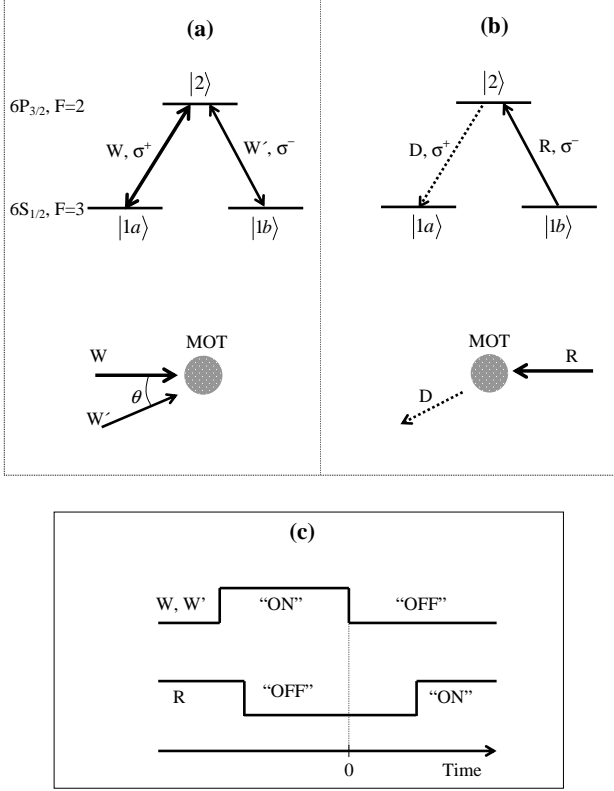 (a)
|2⟩
6P3/2, F=2
W, σ+
W´, σ−
6S1/2, F=3
|1a⟩
|1b⟩
MOT
W
θ
W´
(b)
|2⟩
D, σ+
R, σ−
|1a⟩
|1b⟩
MOT
R
D
(c)
W, W’ “ON” “OFF”
R “OFF” “ON”
0 Time